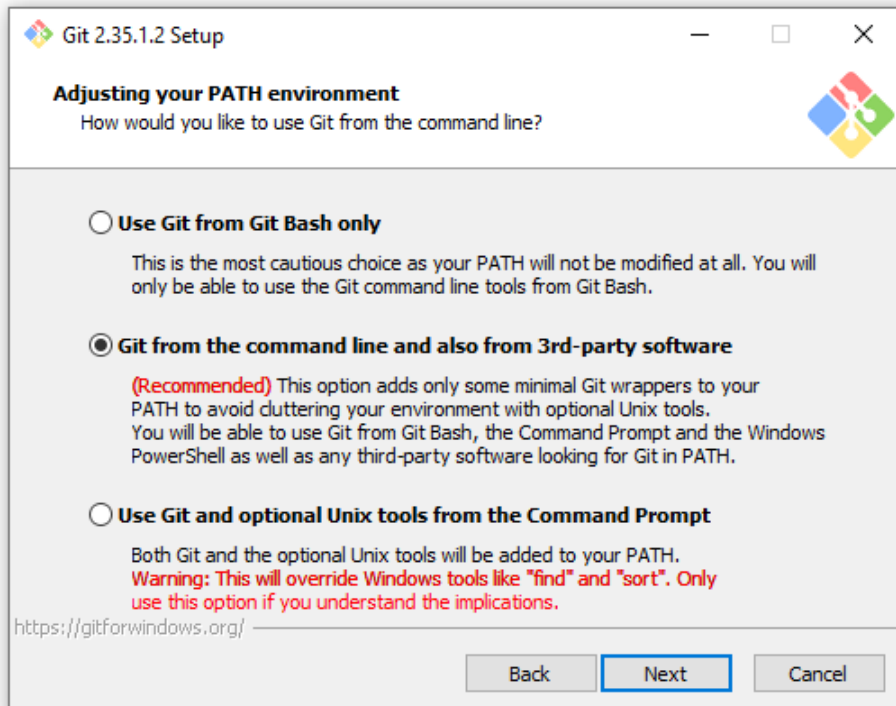 Git 2.35.1.2 Setup
Adjusting your PATH environment
How would you like to use Git from the command line?
Use Git from Git Bash only
This is the most cautious choice as your PATH will not be modified at all. You will
only be able to use the Git command line tools from Git Bash.
Git from the command line and also from 3rd-party software
(Recommended) This option adds only some minimal Git wrappers to your
PATH to avoid cluttering your environment with optional Unix tools.
You will be able to use Git from Git Bash, the Command Prompt and the Windows
PowerShell as well as any third-party software looking for Git in PATH.
Use Git and optional Unix tools from the Command Prompt
Both Git and the optional Unix tools will be added to your PATH.
Warning: This will override Windows tools like "find" and "sort". Only
use this option if you understand the implications.
https://gitforwindows.org/
Back Next Cancel